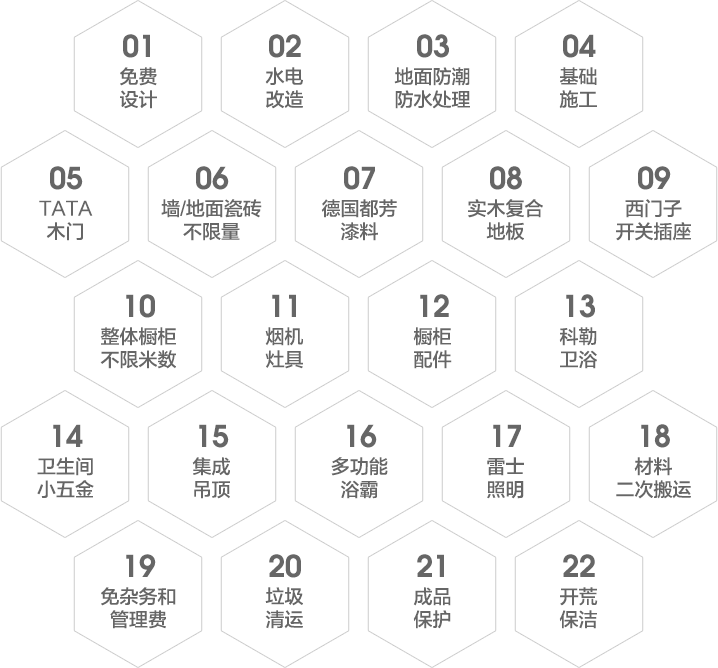 01
免费
设计
02
水电
改造
03
地面防潮
防水处理
04
基础
施工
05
TATA
木门
06
墙/地面瓷砖
不限量
07
德国都芳
漆料
08
实木复合
地板
09
西门子
开关插座
10
整体橱柜
不限米数
11
烟机
灶具
12
橱柜
配件
13
科勒
卫浴
14
卫生间
小五金
15
集成
吊顶
16
多功能
浴霸
17
雷士
照明
18
材料
二次搬运
19
免杂务和
管理费
20
垃圾
清运
21
成品
保护
22
开荒
保洁